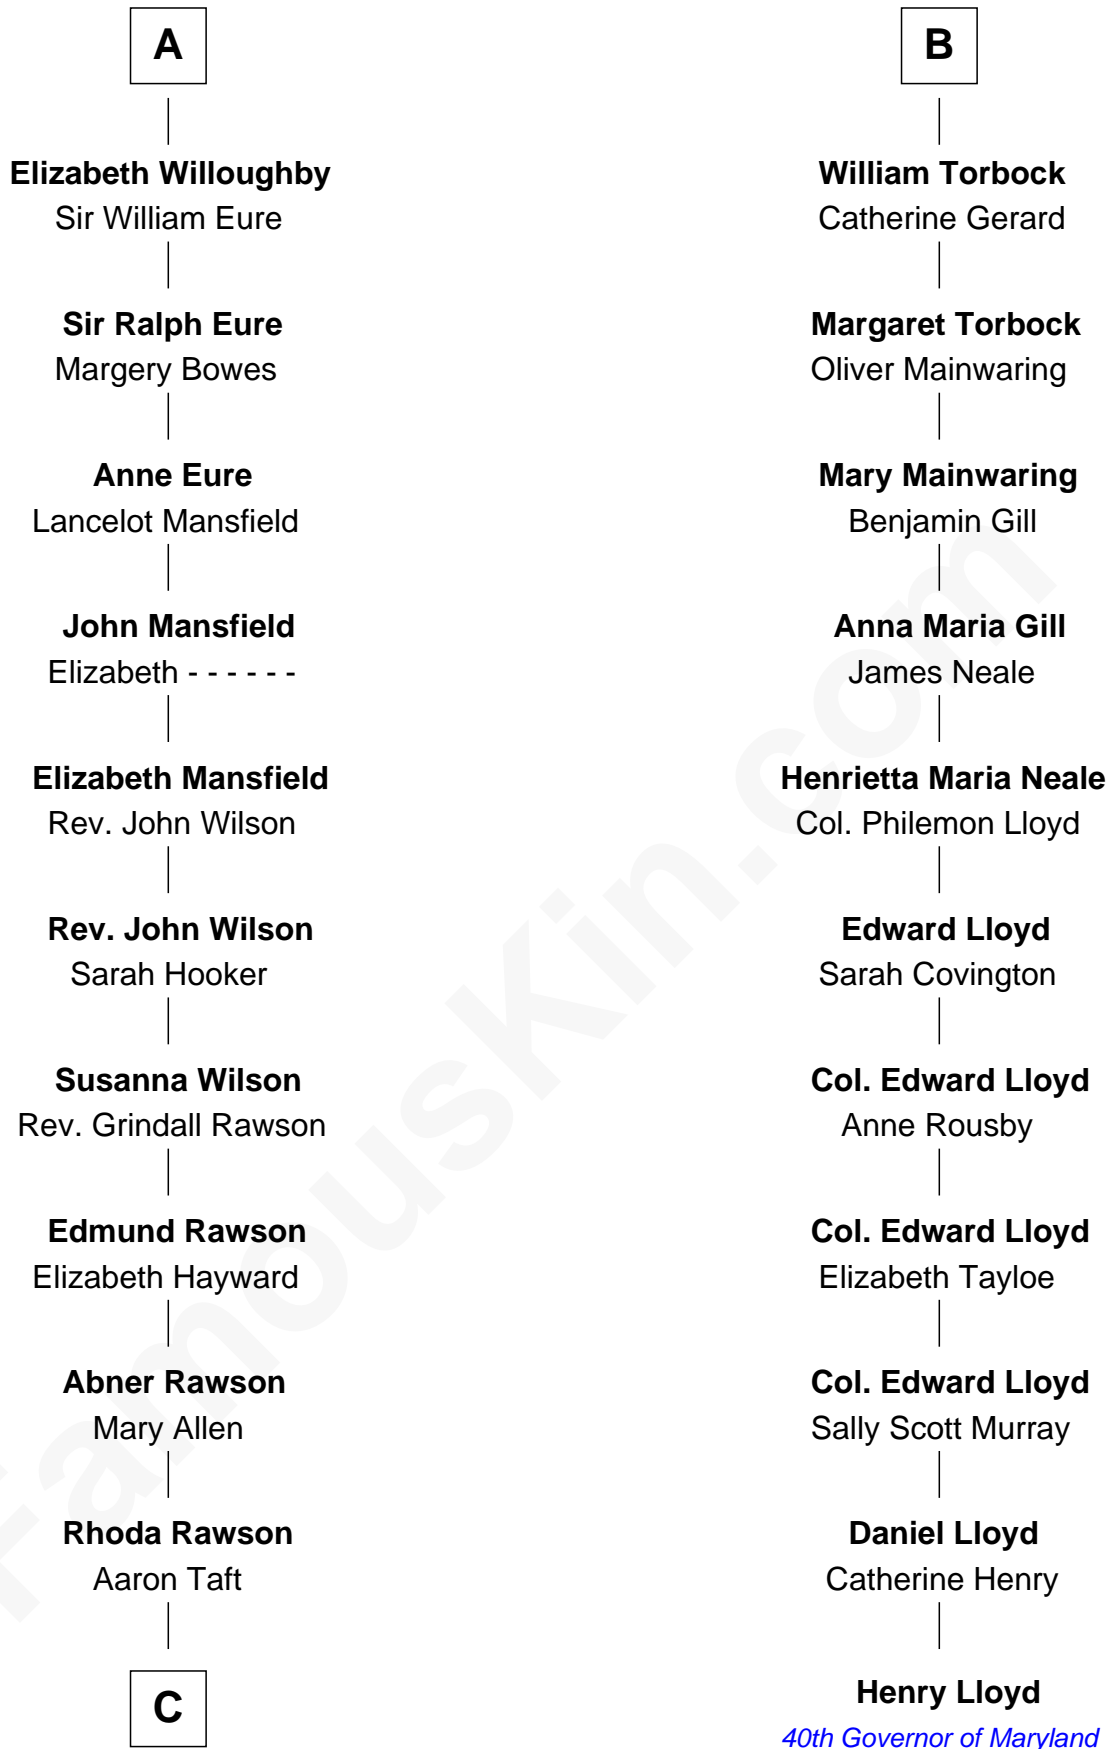 A
Elizabeth Willoughby
Sir William Eure
Sir Ralph Eure
Margery Bowes
Anne Eure
Lancelot Mansfield
John Mansfield
Elizabeth - - - - - -
Elizabeth Mansfield
Rev. John Wilson
Rev. John Wilson
Sarah Hooker
Susanna Wilson
Rev. Grindall Rawson
Edmund Rawson
Elizabeth Hayward
Abner Rawson
Mary Allen
Rhoda Rawson
Aaron Taft
C
B
William Torbock
Catherine Gerard
Margaret Torbock
Oliver Mainwaring
Mary Mainwaring
Benjamin Gill
Anna Maria Gill
James Neale
Henrietta Maria Neale
Col. Philemon Lloyd
Edward Lloyd
Sarah Covington
Col. Edward Lloyd
Anne Rousby
Col. Edward Lloyd
Elizabeth Tayloe
Col. Edward Lloyd
Sally Scott Murray
Daniel Lloyd
Catherine Henry
Henry Lloyd
40th Governor of Maryland
FamousKin.com